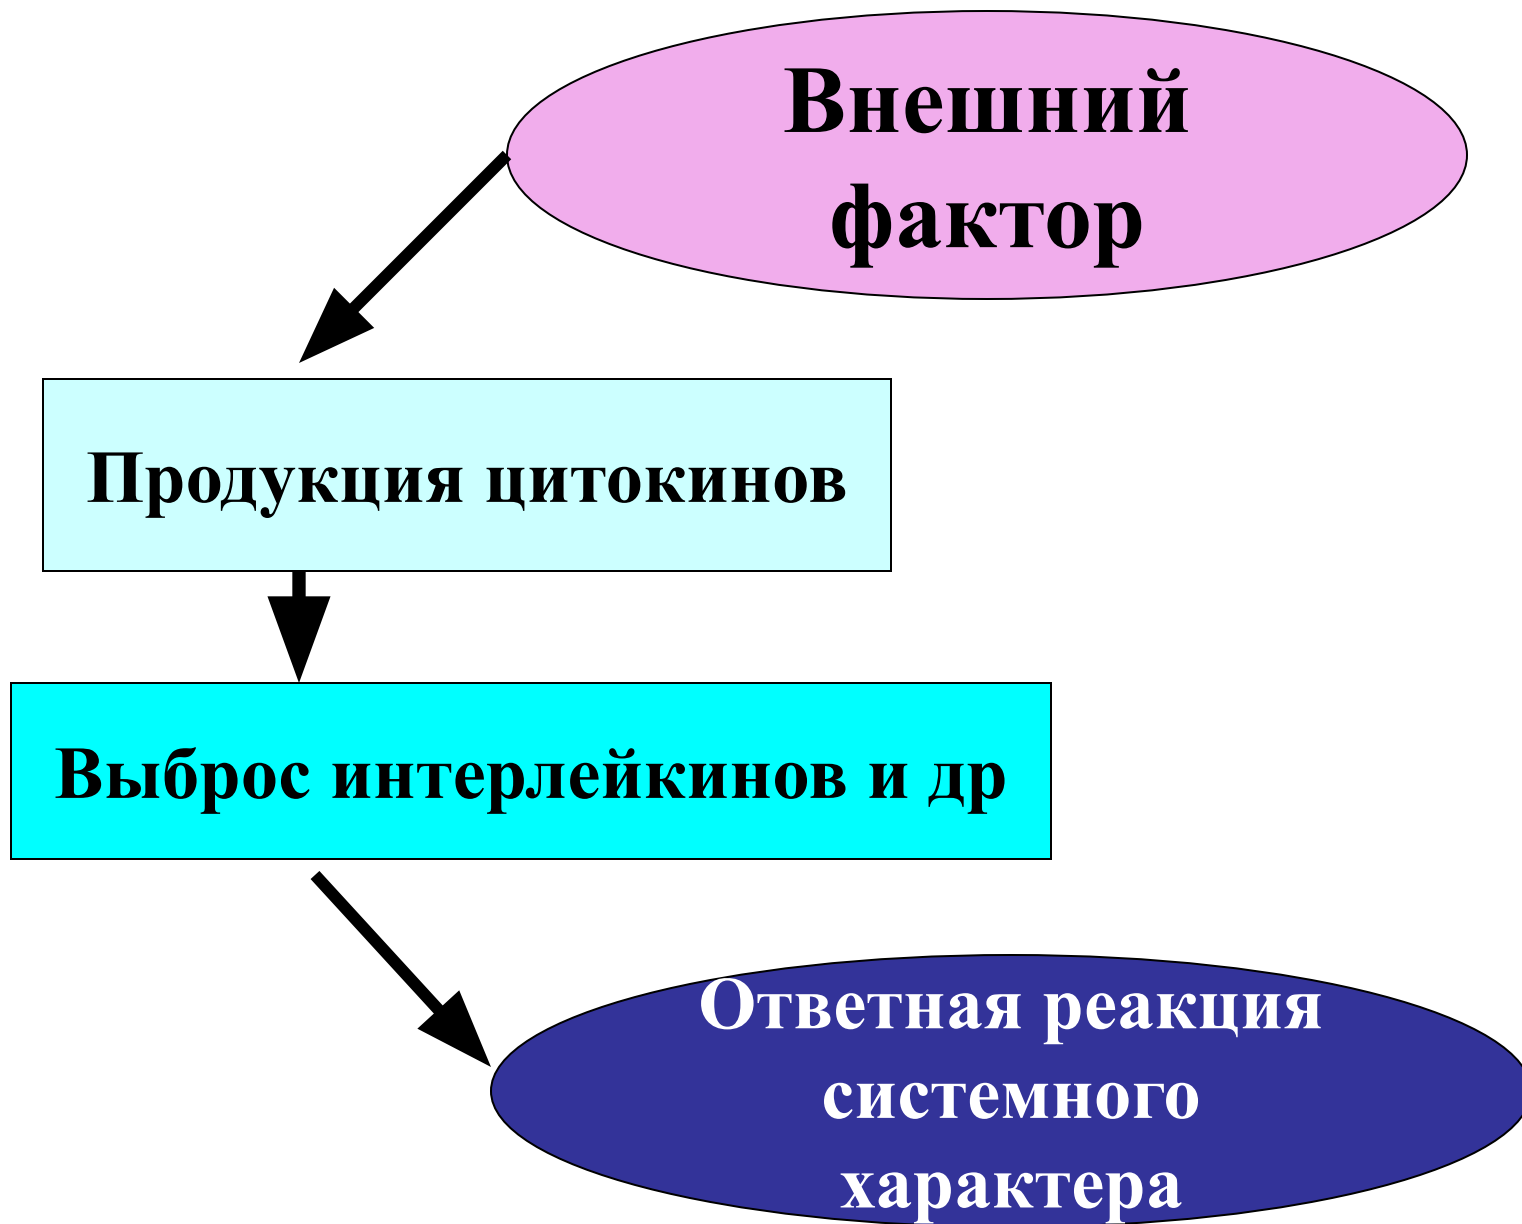 Внешний
фактор
Продукция цитокинов
Выброс интерлейкинов и др
Ответная реакция
системного
характера